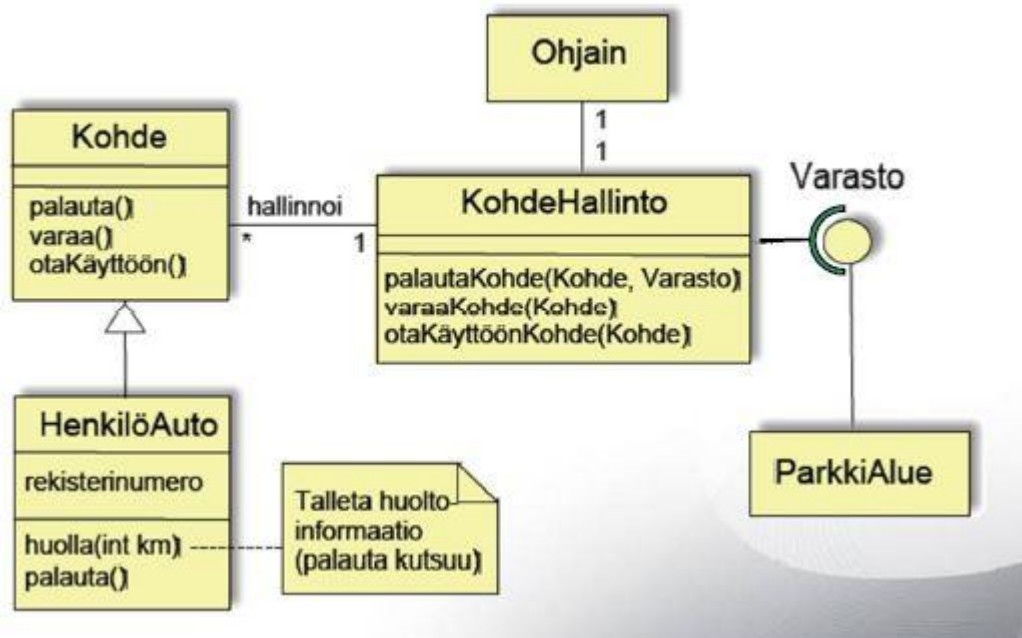 Ohjain
1
1
Kohde
palauta()
varaa()
otaKäyttöön()
hallinnoi
*
1
KohdeHallinto
palautaKohde(Kohde, Varasto)
varaaKohde(Kohde)
otaKäyttöönKohde(Kohde)
Varasto
HenkilöAuto
rekisterinumero
huolla(int km)
palauta()
Talleta huolto
informaatio
(palauta kutsuu)
ParkkiAlue